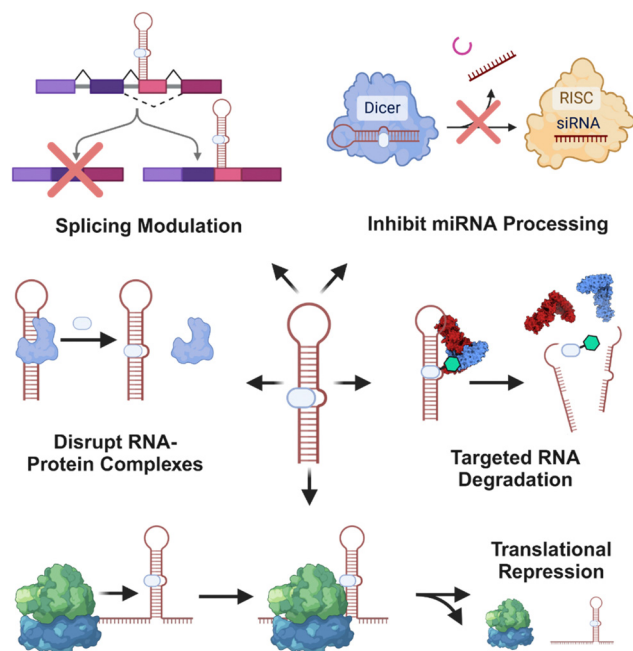 Dicer
RISC
siRNA
Splicing Modulation
Inhibit miRNA Processing
Disrupt RNA-
Protein Complexes
Targeted RNA
Degradation
Translational
Repression